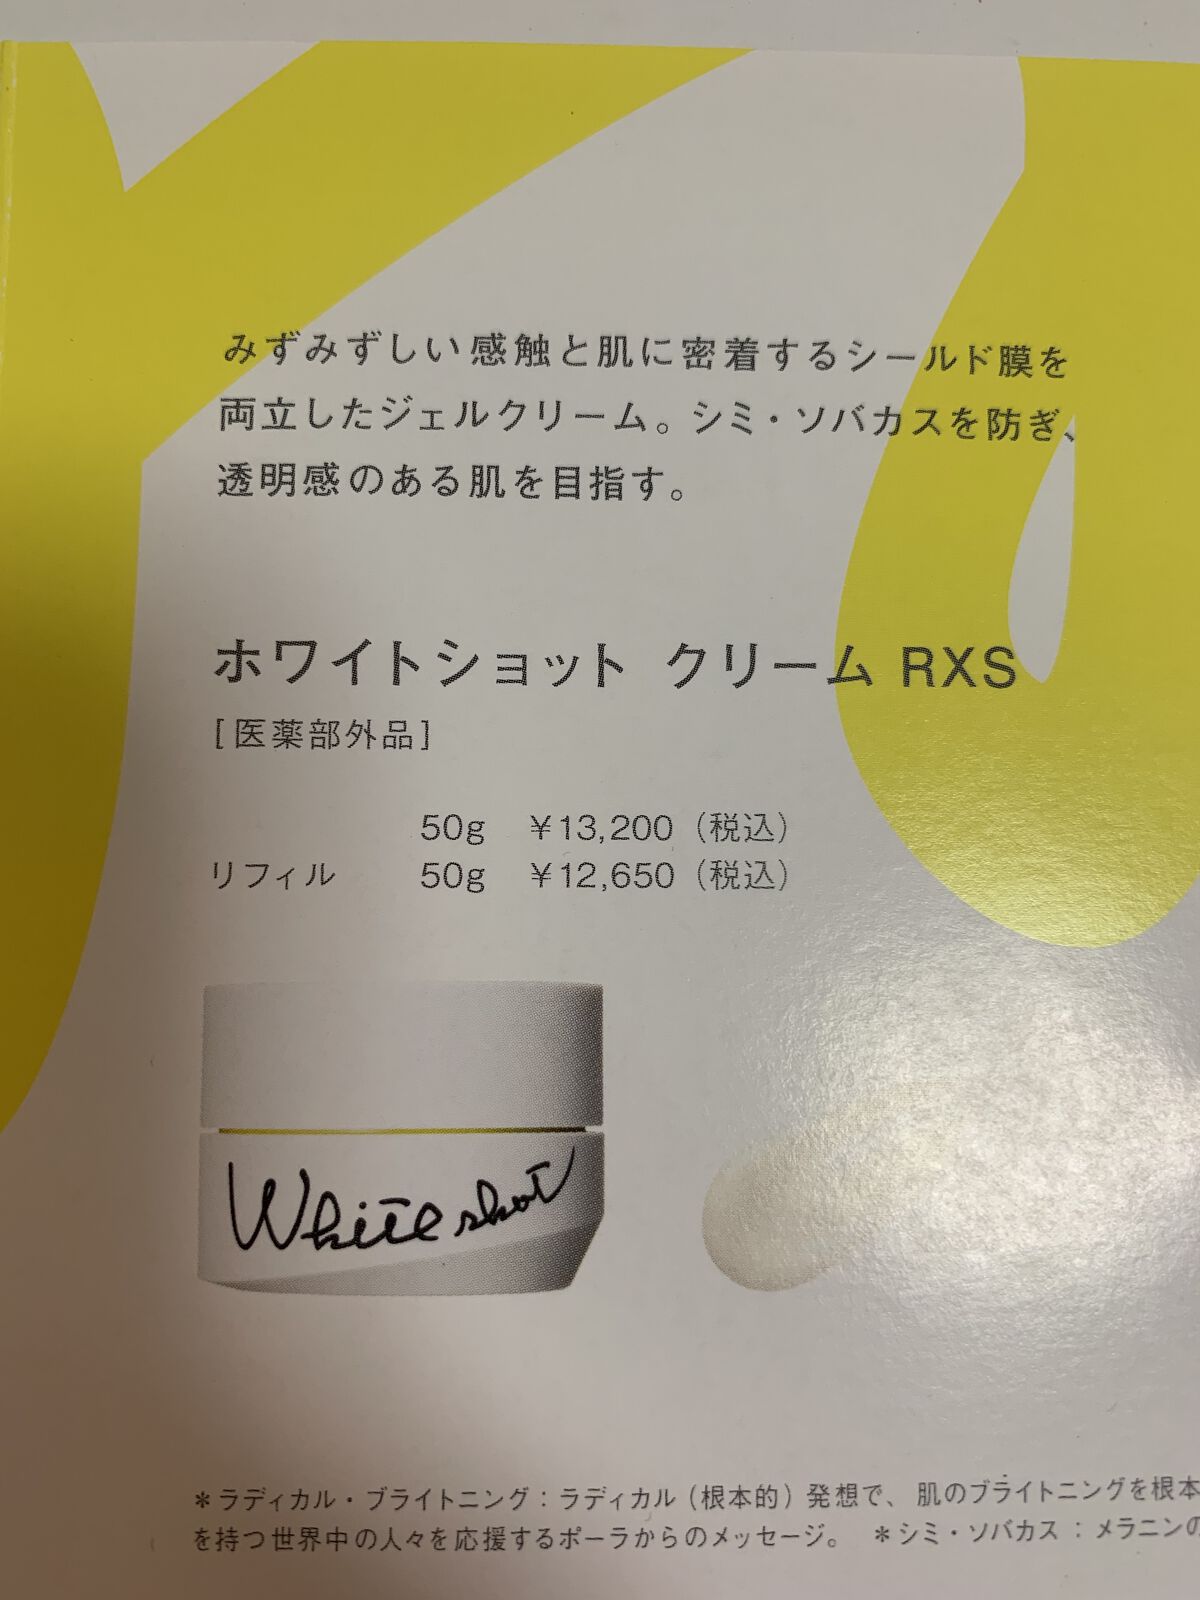 みずみずしい感触と肌に密着するシールド膜を
両立したジェルクリーム。シミ・ソバカスを防ぎ、
透明感のある肌を目指す。
ホワイトショット クリーム RXS
[医薬部外品]
50g ¥13,200（税込）
リフィル 50g ¥12,650（税込）
White shot
＊ラディカル・ブライトニング：ラディカル（根本的）発想で、肌のブライトニングを根本
を持つ世界中の人々を応援するポーラからのメッセージ。 ＊シミ・ソバカス：メラニンの